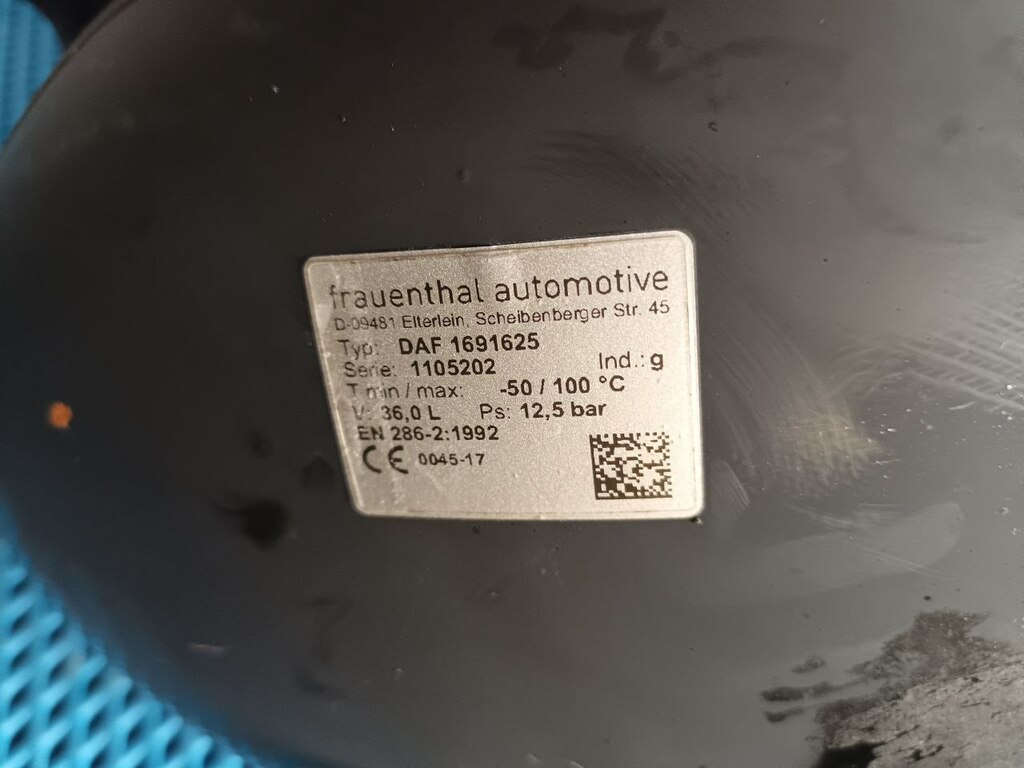 frauenthal automotive
D-09481 Elterlein, Scheibenberger Str. 45
Typ: DAF 1691625
Serie: 1105202 Ind.: g
T min / max: -50 / 100 °C
V: 36,0 L Ps: 12,5 bar
EN 286-2:1992
CE 0045-17